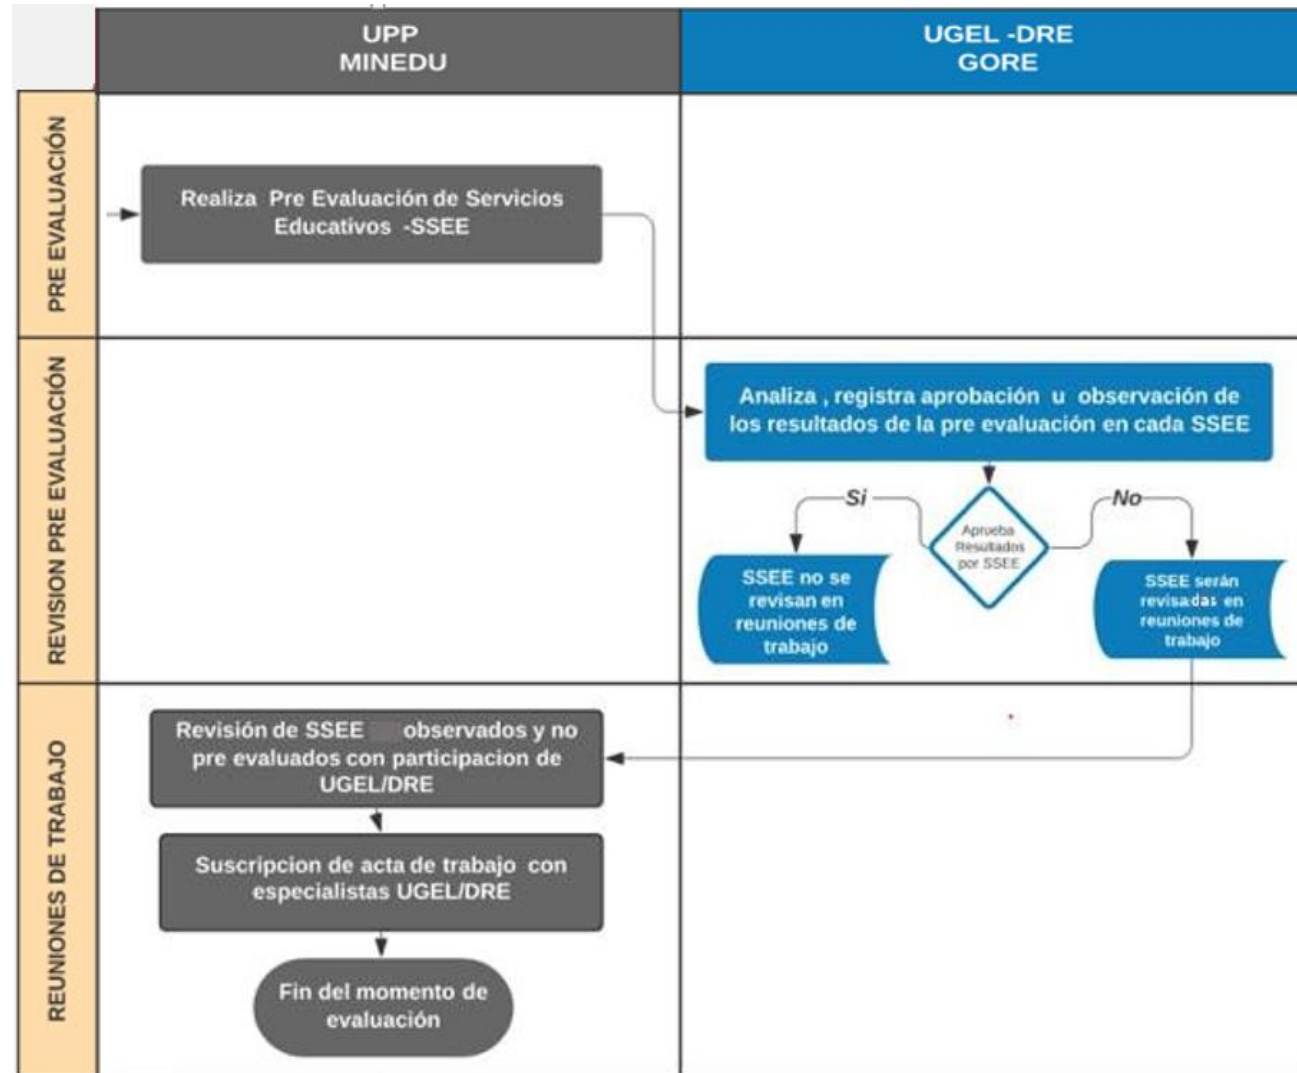 UPP
MINEDU
UGEL -DRE
GORE
PRE EVALUACIÓN
Realiza Pre Evaluación de Servicios
Educativos -SSEE
REVISION PRE EVALUACIÓN
Analiza , registra aprobación u observación de
los resultados de la pre evaluación en cada SSEE
Si
No
Aprueba
Resultados
por SSEE
SSEE no se
revisan en
reuniones de
trabajo
SSEE serán
revisadas en
reuniones de
trabajo
REUNIONES DE TRABAJO
Revisión de SSEE observados y no
pre evaluados con participacion de
UGEL/DRE
Suscripcion de acta de trabajo con
especialistas UGEL/DRE
Fin del momento de
evaluación